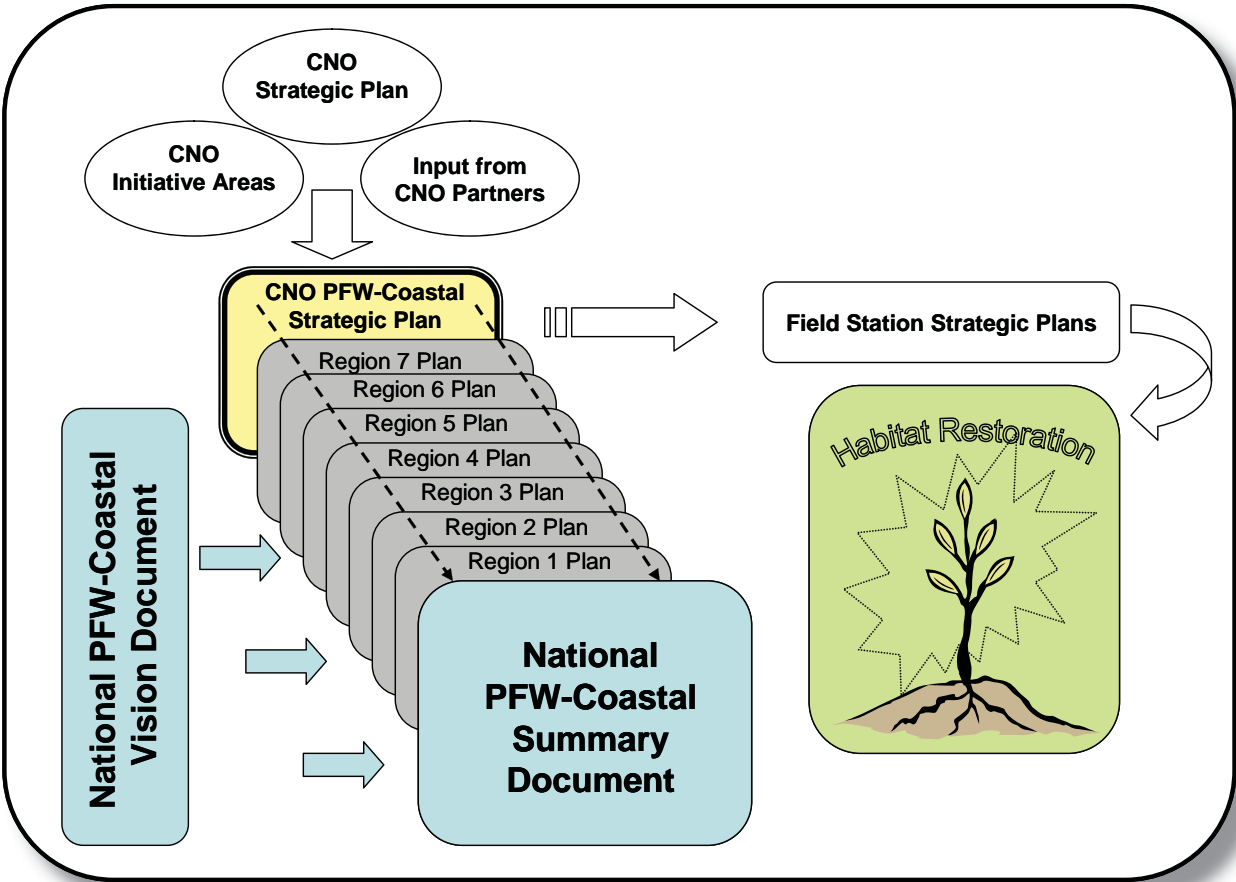 CNO
Strategic Plan
CNO
Initiative Areas
Input from
CNO Partners
CNO PFW-Coastal
Strategic Plan
Region 7 Plan
Region 6 Plan
Region 5 Plan
Region 4 Plan
Region 3 Plan
Region 2 Plan
Region 1 Plan
National PFW-Coastal
Vision Document
National
PFW-Coastal
Summary
Document
Field Station Strategic Plans
Habitat Restoration